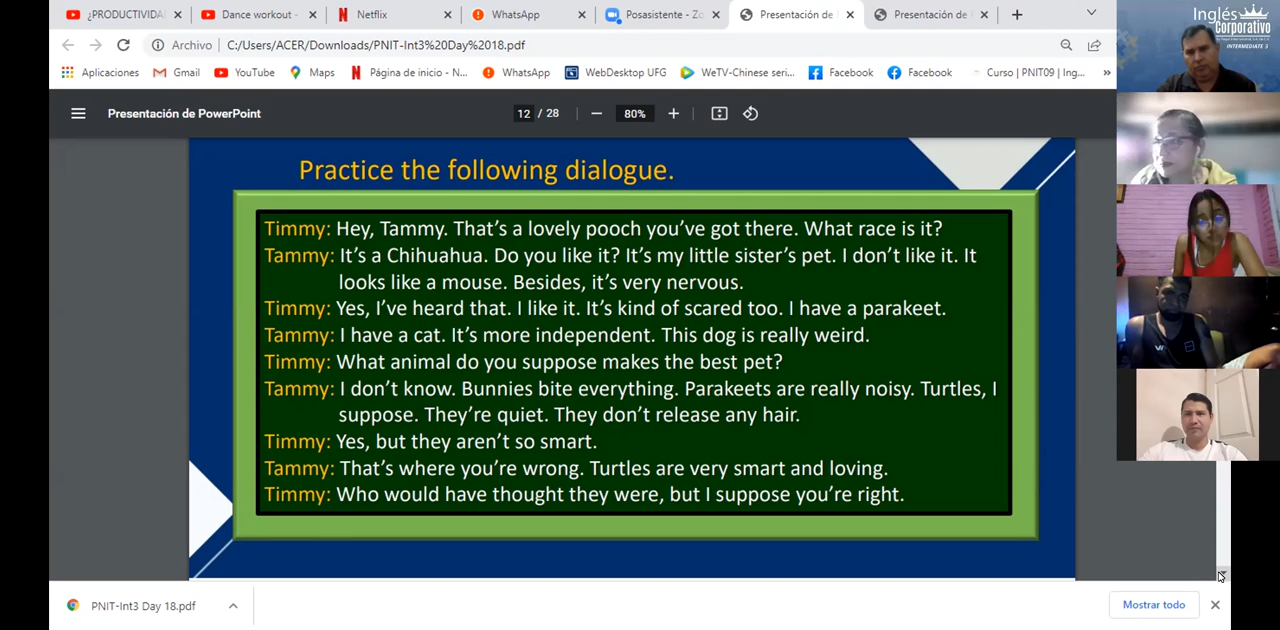 ¿PRODUCTIVIDA
Dance workout -
Netflix
WhatsApp
Posasistente - Zo
Presentación de
Presentación de
Archivo C:/Users/ACER/Downloads/PNIT-Int3%20Day%2018.pdf
Aplicaciones Gmail YouTube Maps Página de inicio - N... WhatsApp WebDesktop UFG WeTV-Chinese seri... Facebook Facebook Curso | PNIT09 | Ing... »
Presentación de PowerPoint 12 / 28 80%
Inglés
Corporativo
INTERMEDIATE 3
Practice the following dialogue.
Timmy: Hey, Tammy. That's a lovely pooch you've got there. What race is it?
Tammy: It's a Chihuahua. Do you like it? It's my little sister's pet. I don't like it. It
looks like a mouse. Besides, it's very nervous.
Timmy: Yes, I've heard that. I like it. It's kind of scared too. I have a parakeet.
Tammy: I have a cat. It's more independent. This dog is really weird.
Timmy: What animal do you suppose makes the best pet?
Tammy: I don't know. Bunnies bite everything. Parakeets are really noisy. Turtles, I
suppose. They're quiet. They don't release any hair.
Timmy: Yes, but they aren't so smart.
Tammy: That's where you're wrong. Turtles are very smart and loving.
Timmy: Who would have thought they were, but I suppose you're right.
PNIT-Int3 Day 18.pdf
Mostrar todo